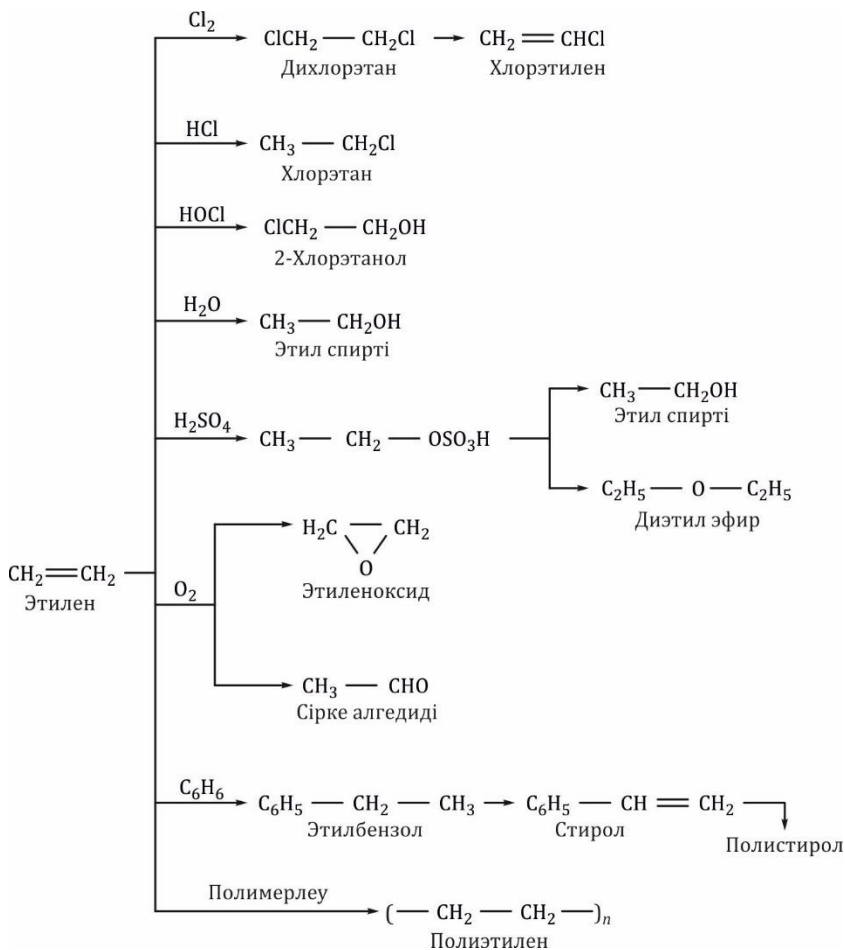 Cl₂
ClCH₂ — CH₂Cl → CH₂=CHCl
Дихлорэтан Хлорэтилен
HCl
CH₃ — CH₂Cl
Хлорэтан
HOCl
ClCH₂ — CH₂OH
2-Хлорэтанол
H₂O
CH₃ — CH₂OH
Этил спирті
H₂SO₄
CH₃ — CH₂ — OSO₃H
CH₃ — CH₂OH
Этил спирті
C₂H₅ — O — C₂H₅
Диэтил эфир
CH₂=CH₂
Этилен
O₂
H₂C — CH₂
O
Этиленоксид
CH₃ — CHO
Сірке алгедиді
C₆H₆
C₆H₅ — CH₂ — CH₃ → C₆H₅ — CH = CH₂
Этилбензол Стирол
Полистирол
Полимерлеу
(— CH₂ — CH₂ —)ₙ
Полиэтилен